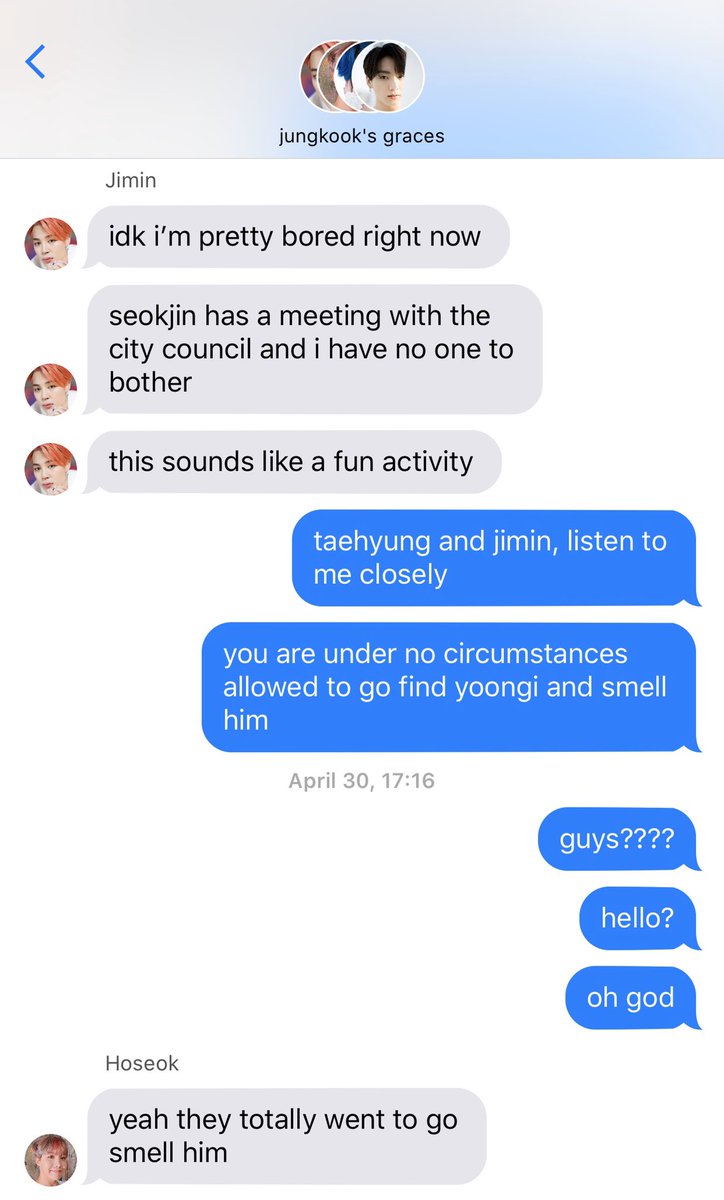 jungkook's graces
Jimin
idk i’m pretty bored right now
seokjin has a meeting with the
city council and i have no one to
bother
this sounds like a fun activity
taehyung and jimin, listen to
me closely
you are under no circumstances
allowed to go find yoongi and smell
him
April 30, 17:16
guys????
hello?
oh god
Hoseok
yeah they totally went to go
smell him